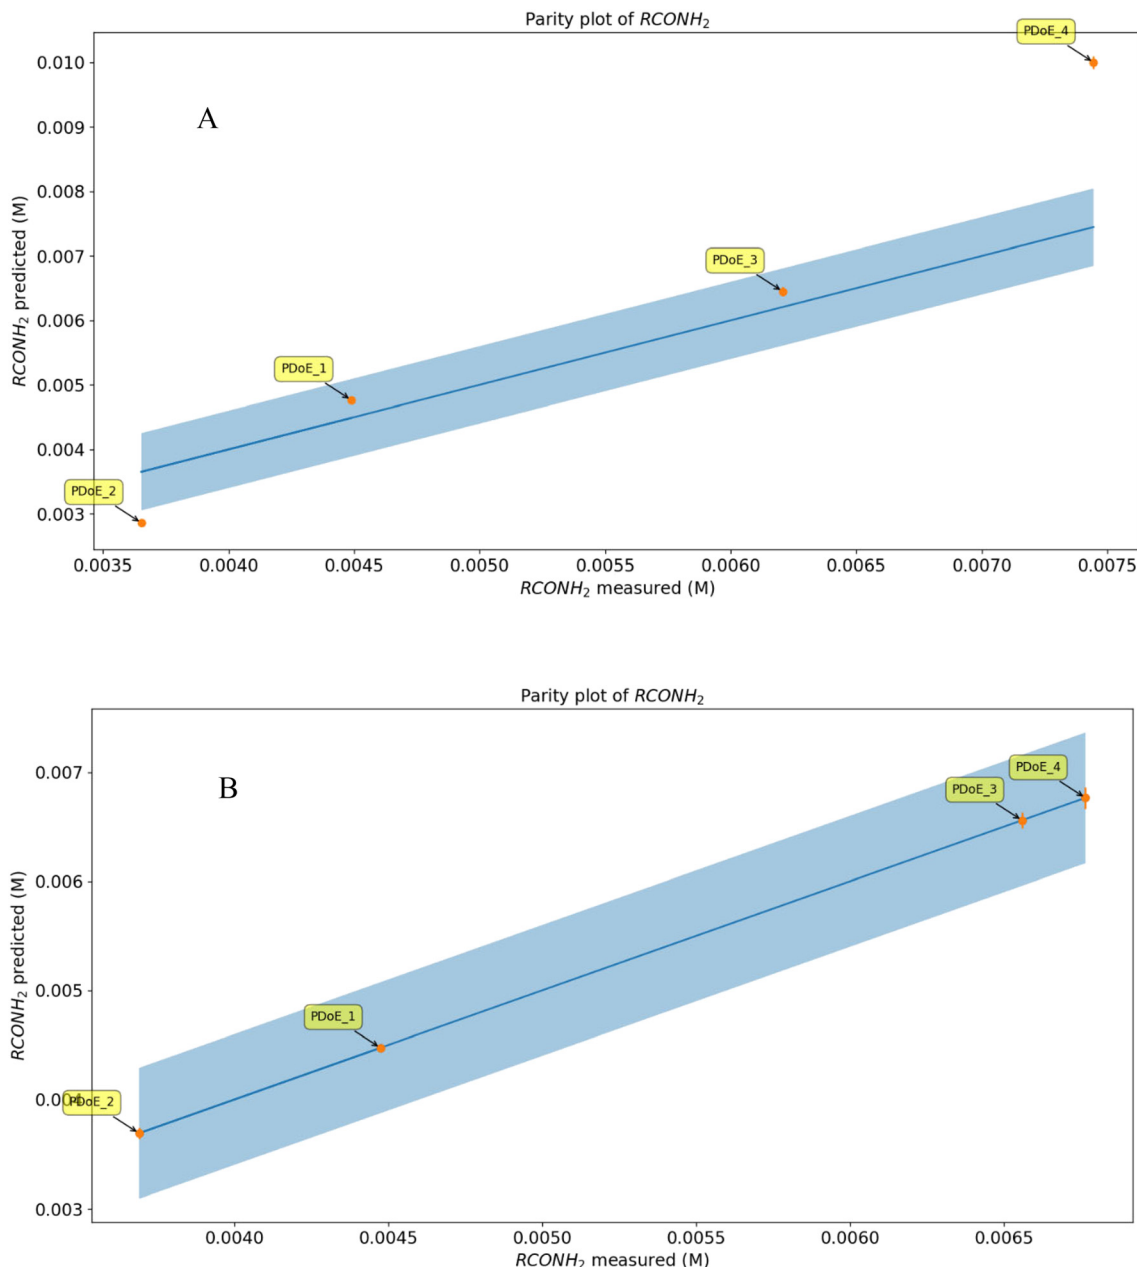 Parity plot of RCONH₂
PDoE_4
0.010
A
0.009
0.008
0.007
PDoE_3
0.006
PDoE_1
0.005
0.004
PDoE_2
0.003
RCONH₂ predicted (M)
0.0035 0.0040 0.0045 0.0050 0.0055 0.0060 0.0065 0.0070 0.0075
RCONH₂ measured (M)
Parity plot of RCONH₂
0.007
PDoE_4
B
PDoE_3
0.006
0.005
PDoE_1
0.004
PDoE_2
0.003
RCONH₂ predicted (M)
0.0040 0.0045 0.0050 0.0055 0.0060 0.0065
RCONH₂ measured (M)